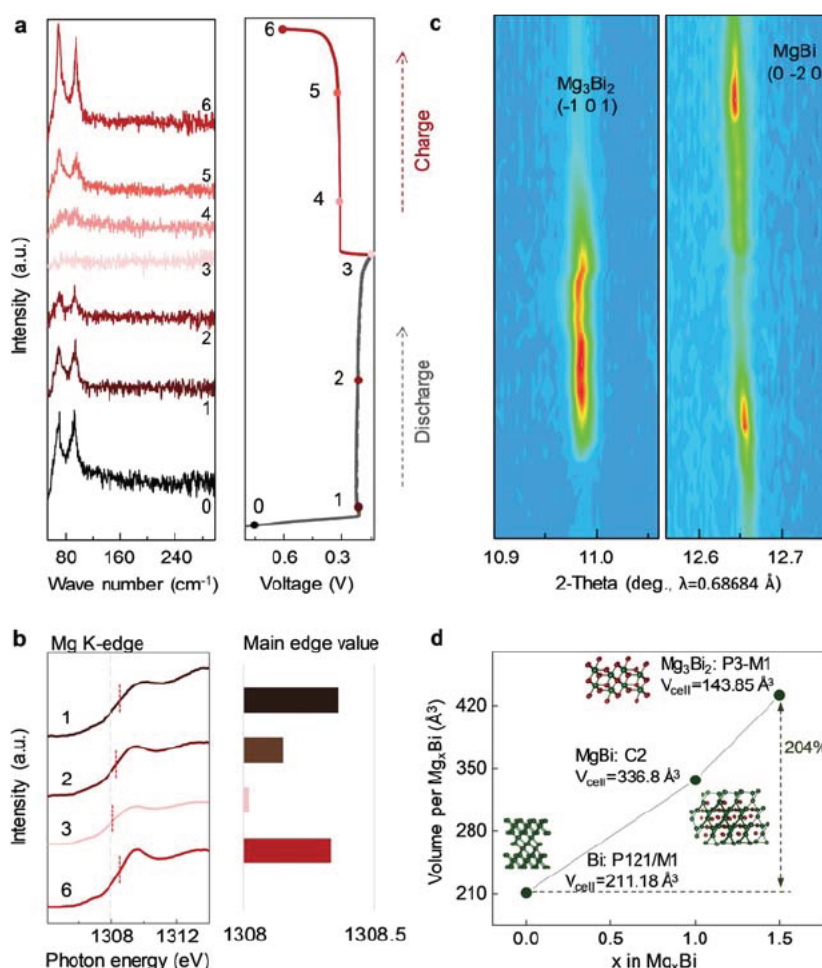 a
Intensity (a.u.)
6
5
4
3
2
1
0
80 160 240
Wave number (cm⁻¹)
6
5
4
3
2
1
0
0.6 0.3
Voltage (V)
Charge
Discharge
c
Mg₃Bi₂
(-1 0 1)
MgBi
(0 -2 0
10.9 11.0 12.6 12.7
2-Theta (deg., λ=0.68684 Å)
b
Mg K-edge
Main edge value
Intensity (a.u.)
1
2
3
6
1308 1312
Photon energy (eV)
1308 1308.5
d
Volume per MgₓBi (Å³)
420
350
280
210
Mg₃Bi₂: P3-M1
V꜀ₑₗₗ=143.85 Å³
204%
MgBi: C2
V꜀ₑₗₗ=336.8 Å³
Bi: P121/M1
V꜀ₑₗₗ=211.18 Å³
0.0 0.5 1.0 1.5
x in MgₓBi